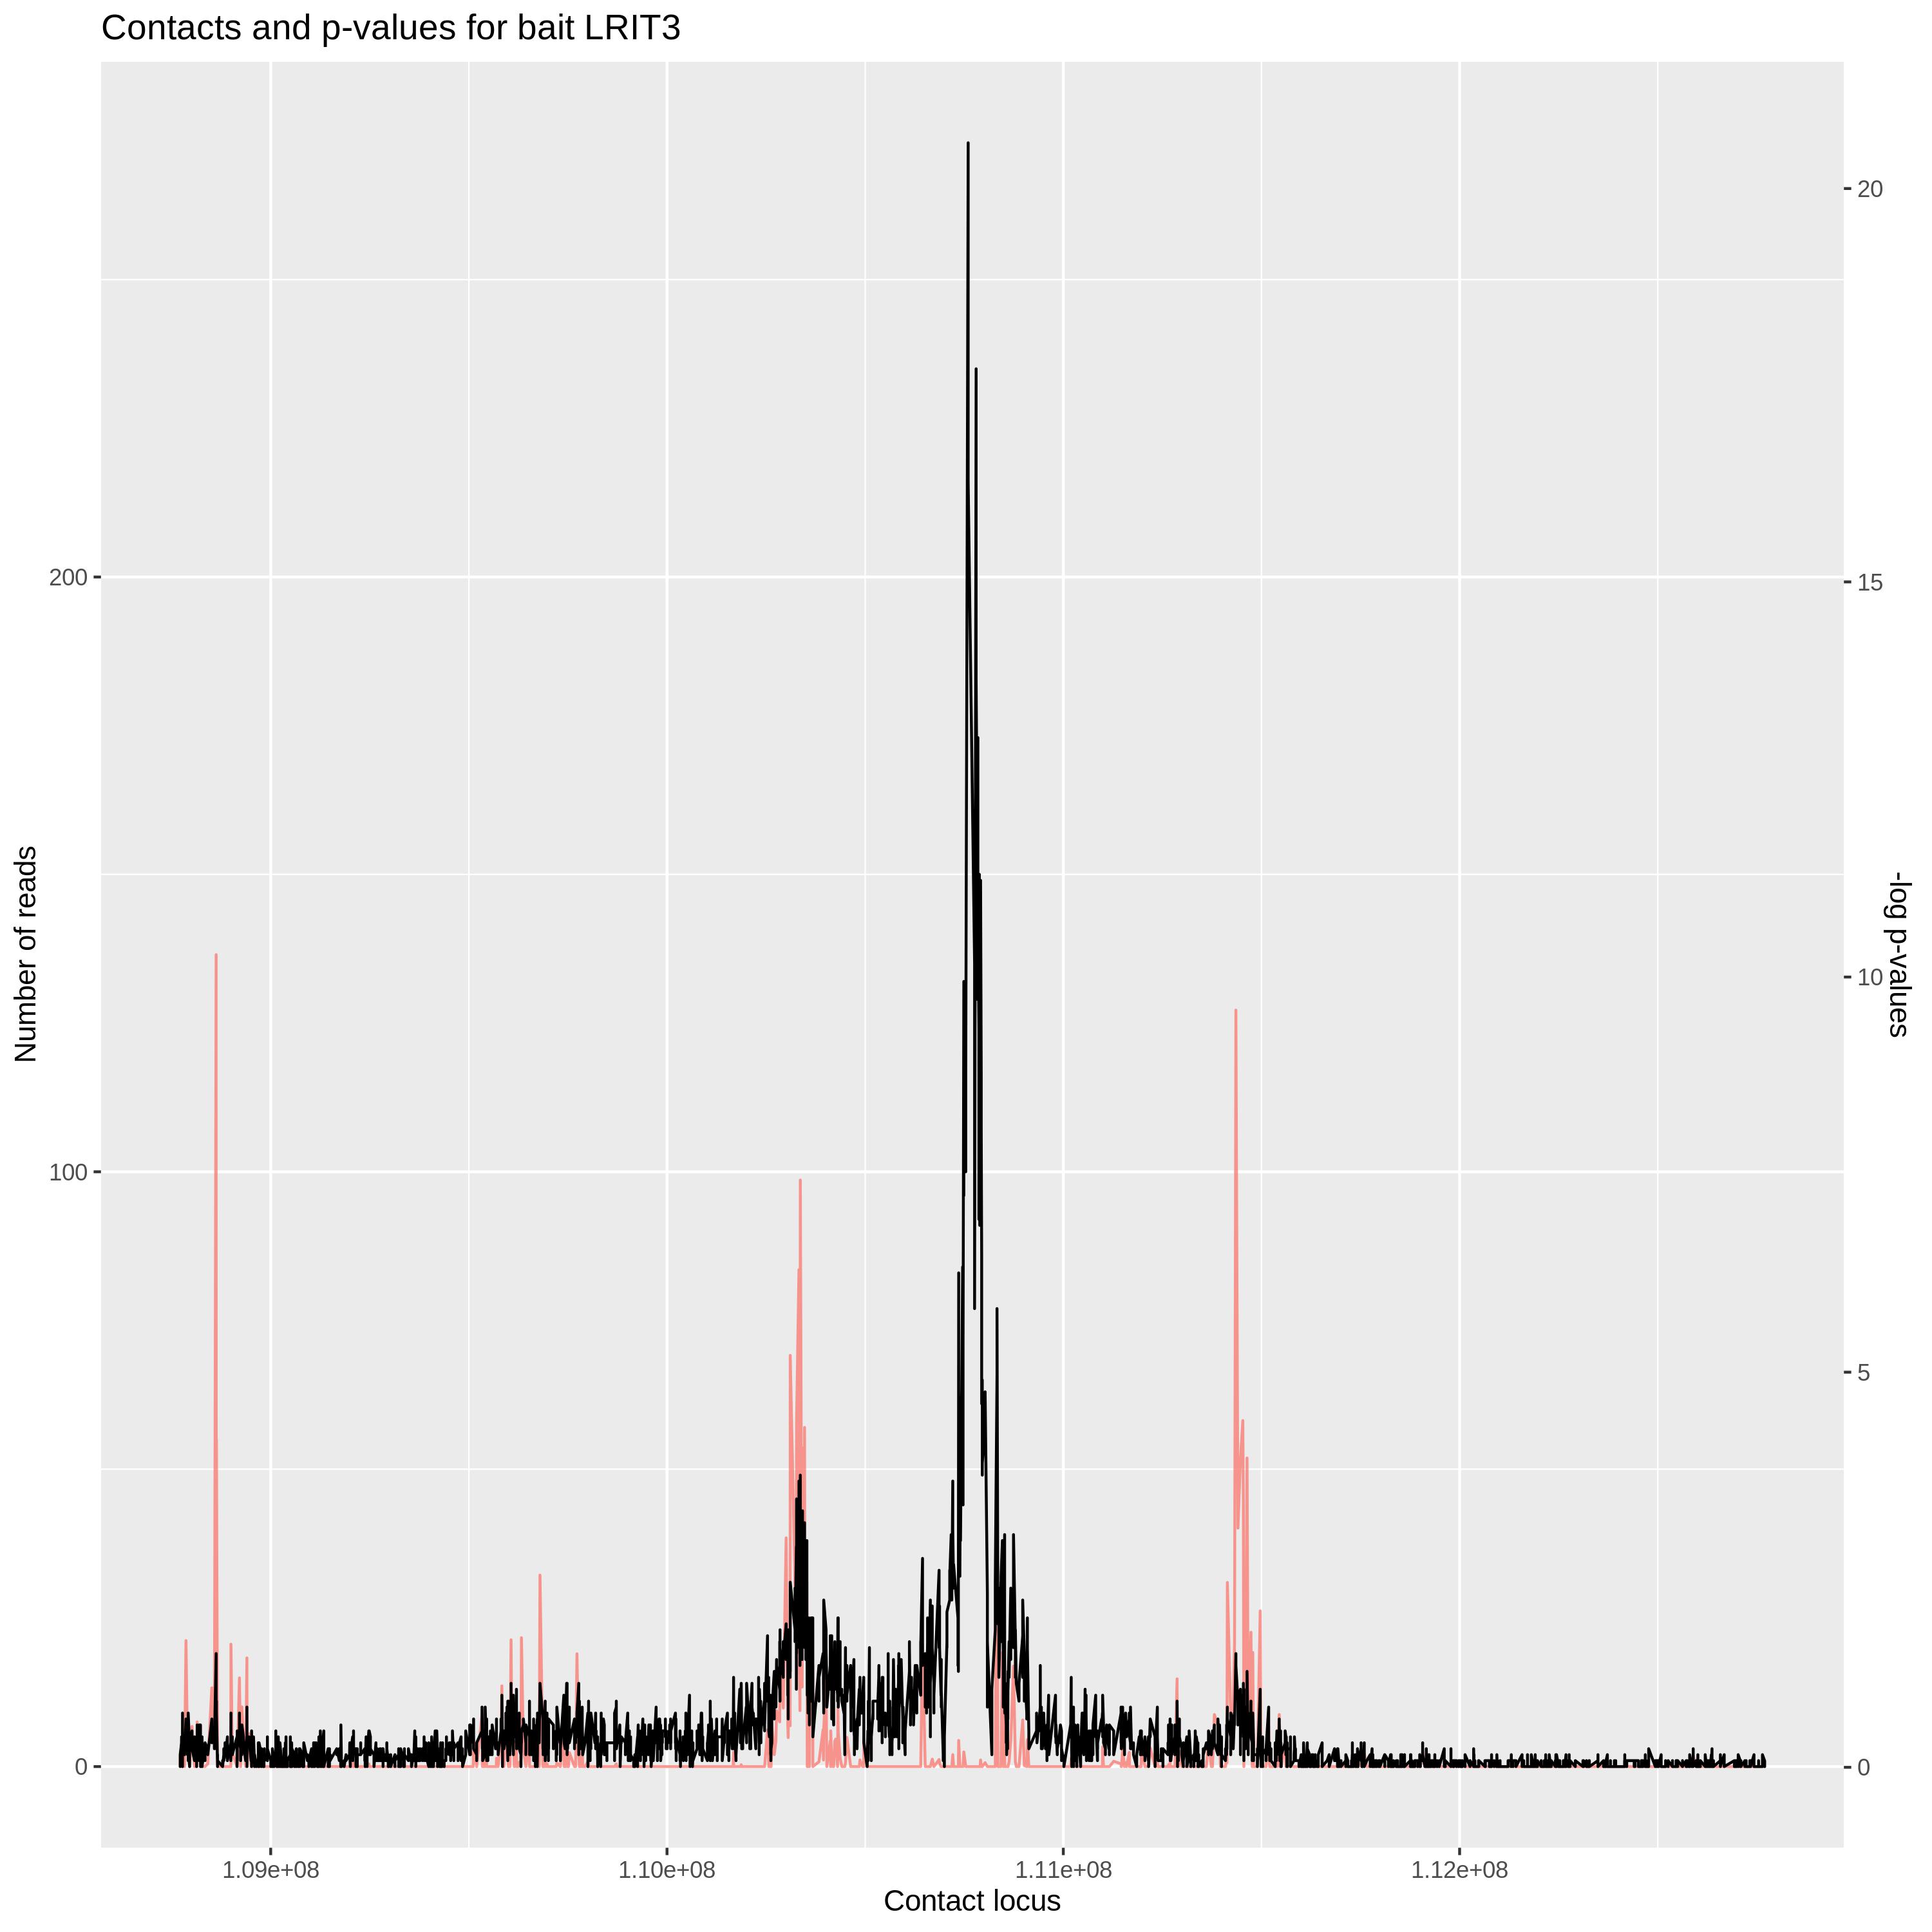 Contacts and p-values for bait LRIT3
Number of reads
200
100
0
20
15
10
5
0
-log p-values
1.09e+08
1.10e+08
1.11e+08
1.12e+08
Contact locus